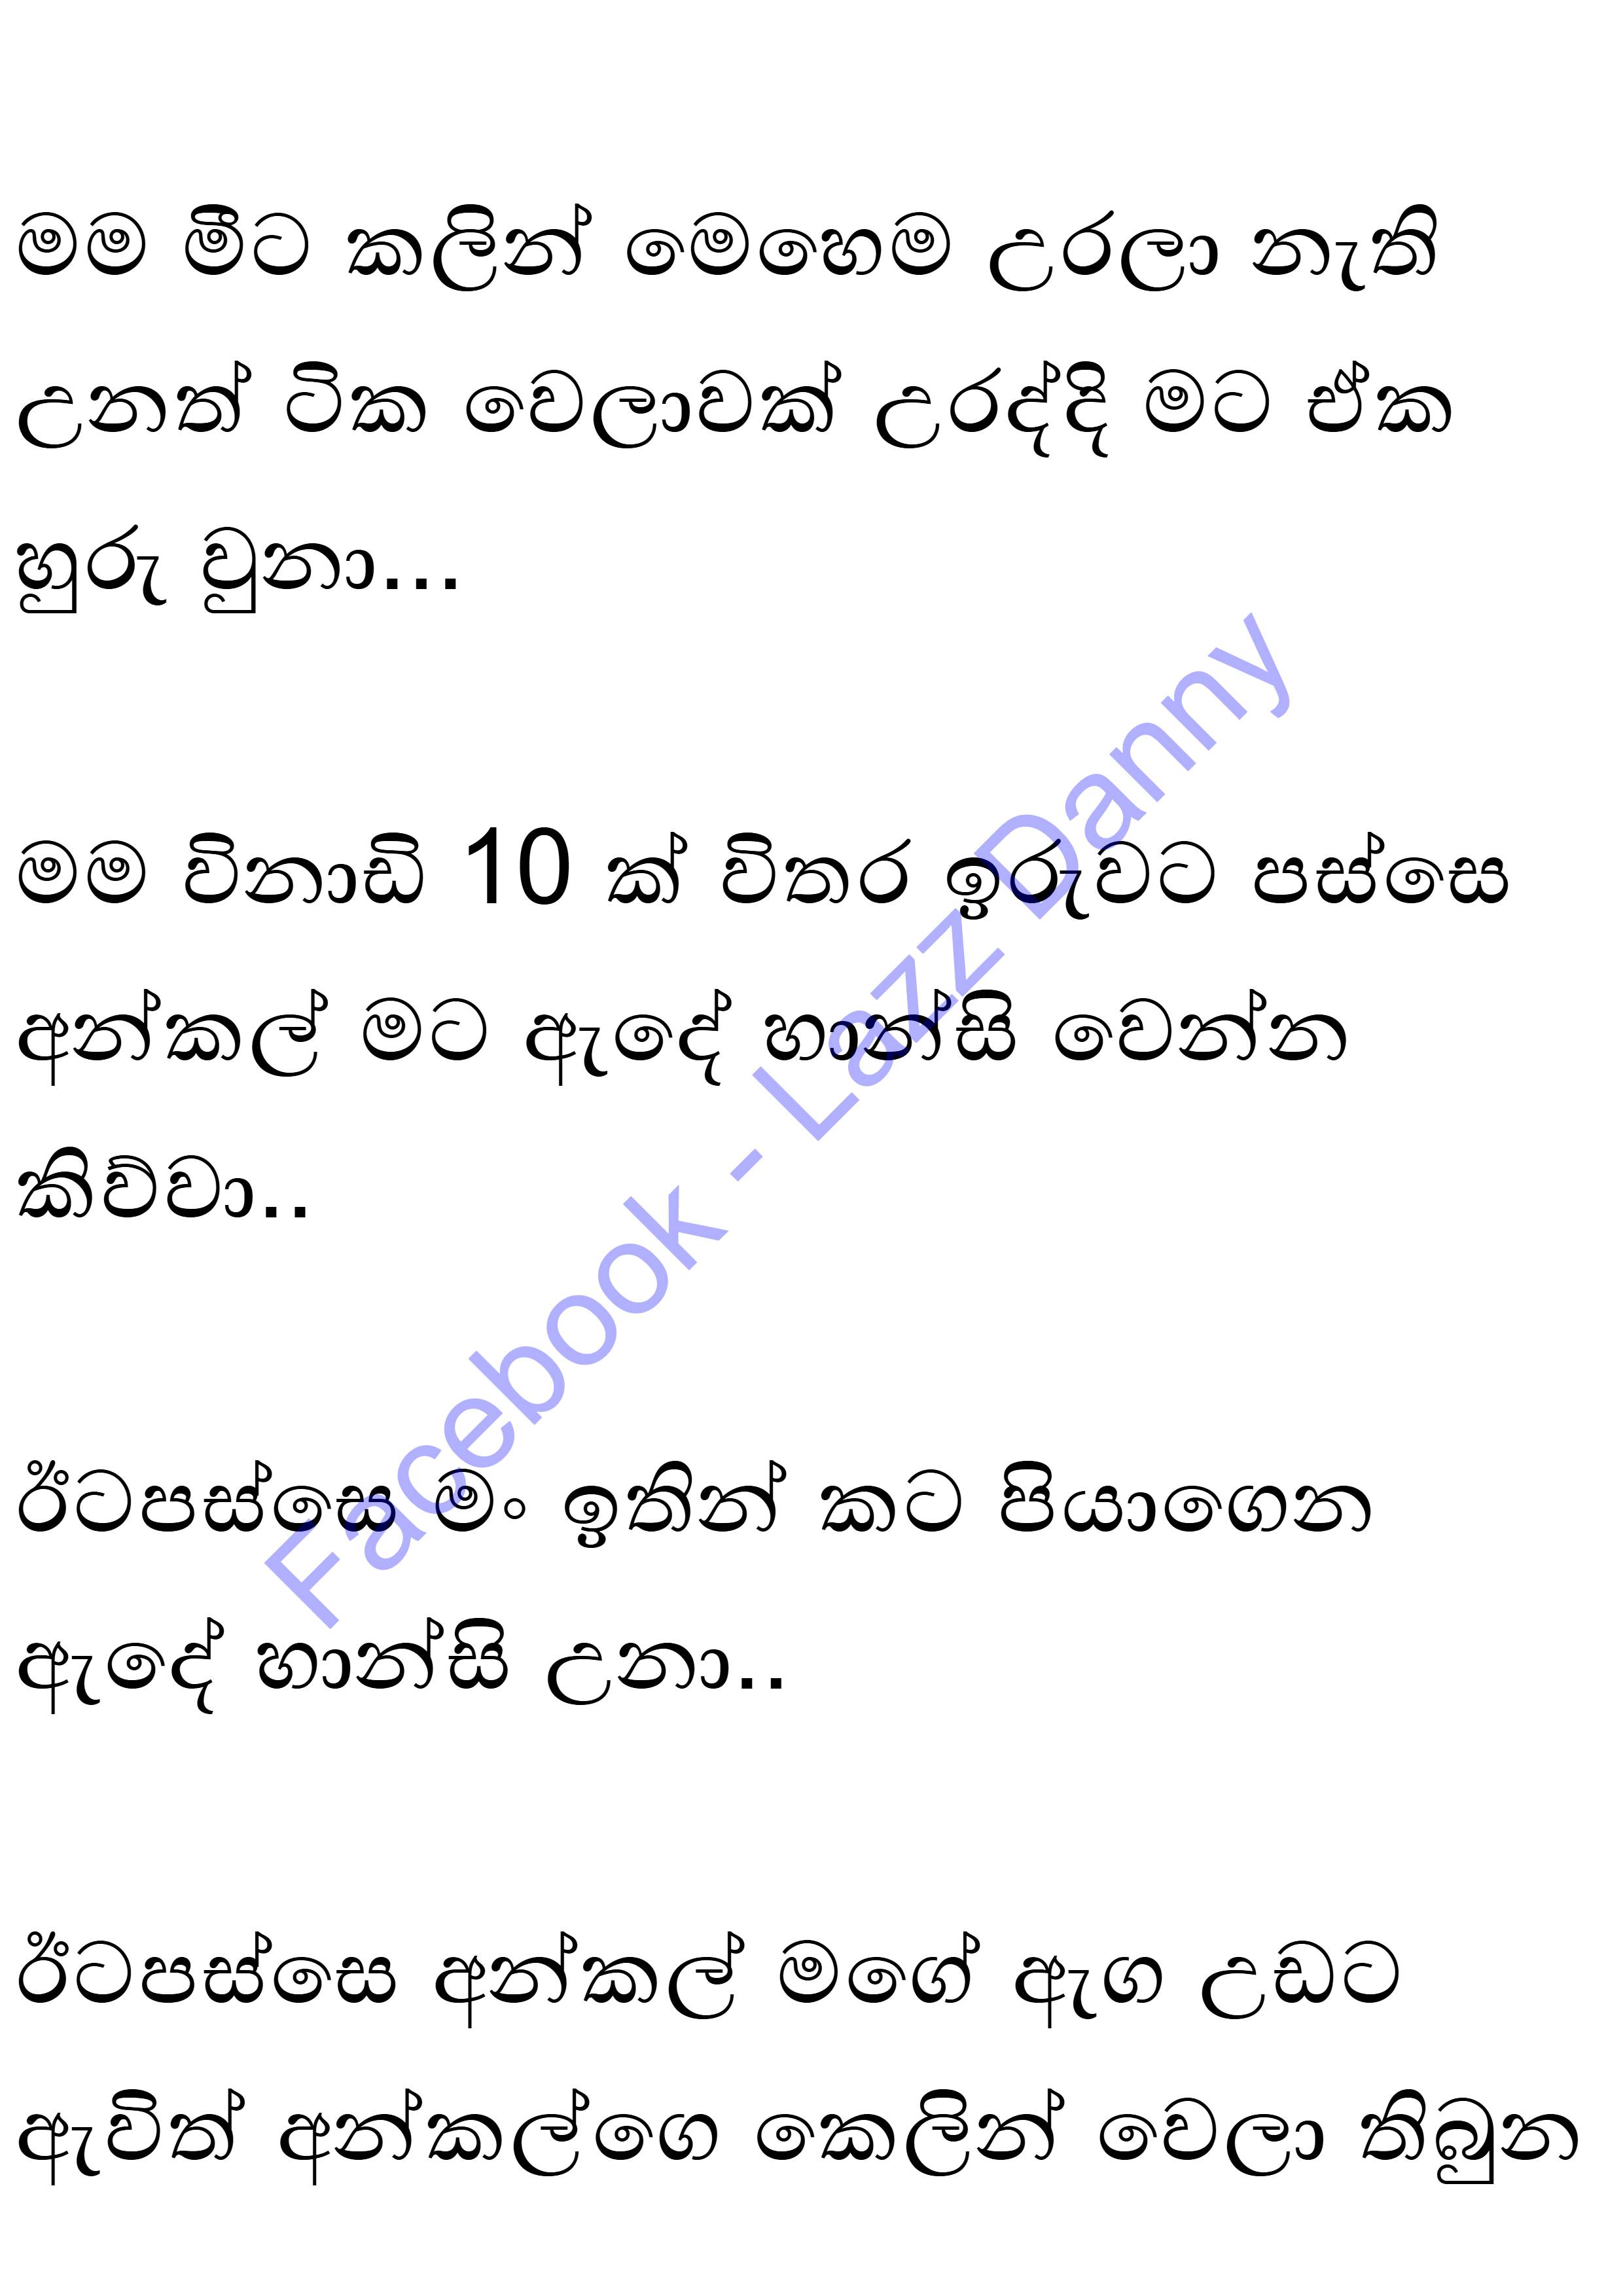 මම මීට කලින් මෙහෙම උරලා නැති
උනත් ටික වෙලාවක් උරද්දි මට ඒක
හුරු වුනා...
මම විනාඩි 10 ක් විතර ඉරුවට පස්සෙ
අන්කල් මට ඇදේ හාන්සි වෙන්න
කිව්වා..
ඊටපස්සෙ මං ඉතින් කට පියාගෙන
ඇදේ හාන්සි උනා..
ඊටපස්සෙ අන්කල් මගේ ඇග උඩට
ඇවිත් අන්කල්ගෙ කෙලින් වෙලා තිබුන
Facebook - Lazz Danny